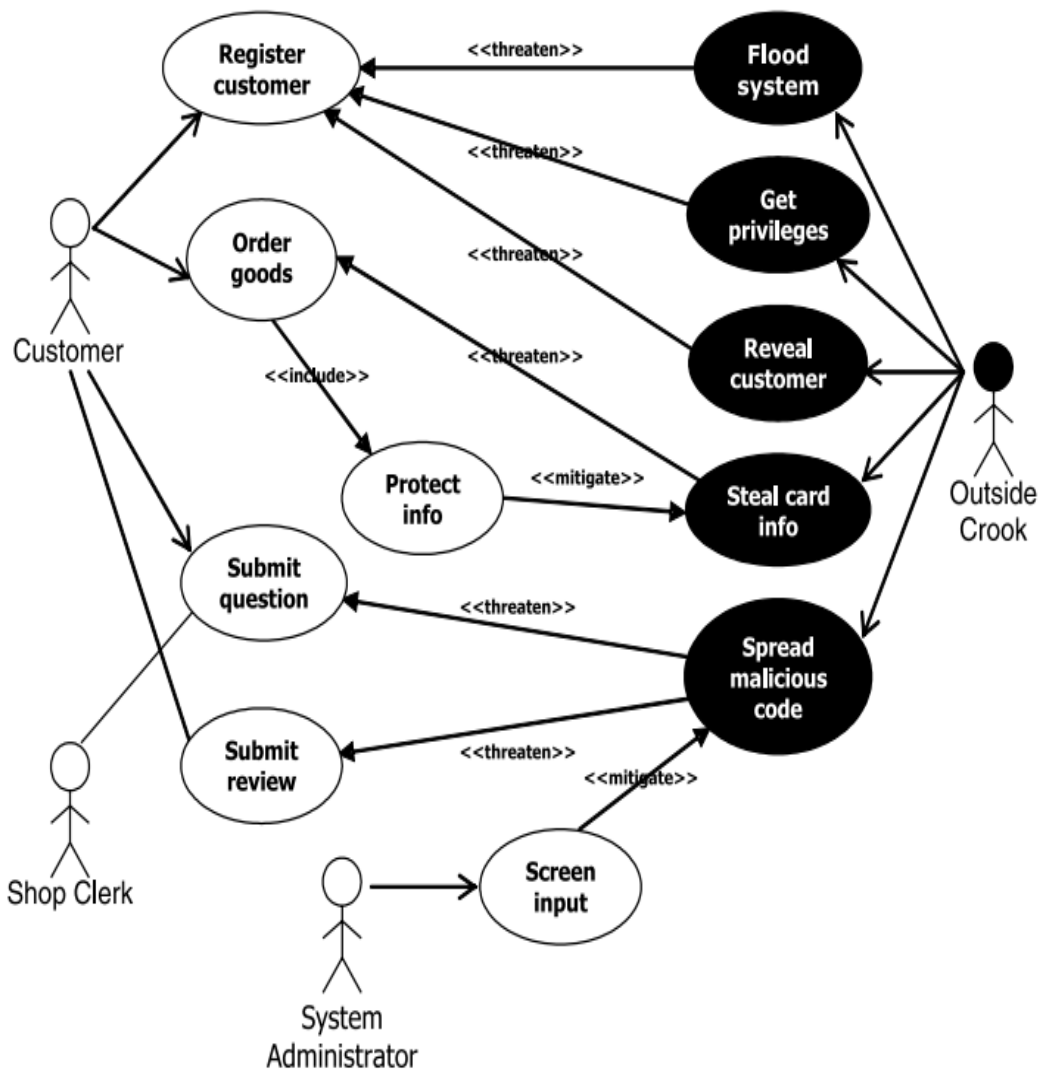 Register
customer
<<threaten>>
Flood
system
<<threaten>>
Get
privileges
Order
goods
<<threaten>>
Customer
<<include>>
<<threaten>>
Reveal
customer
Protect
info
<<mitigate>>
Steal card
info
Outside
Crook
Submit
question
<<threaten>>
Spread
malicious
code
Submit
review
<<threaten>>
<<mitigate>>
Shop Clerk
Screen
input
System
Administrator